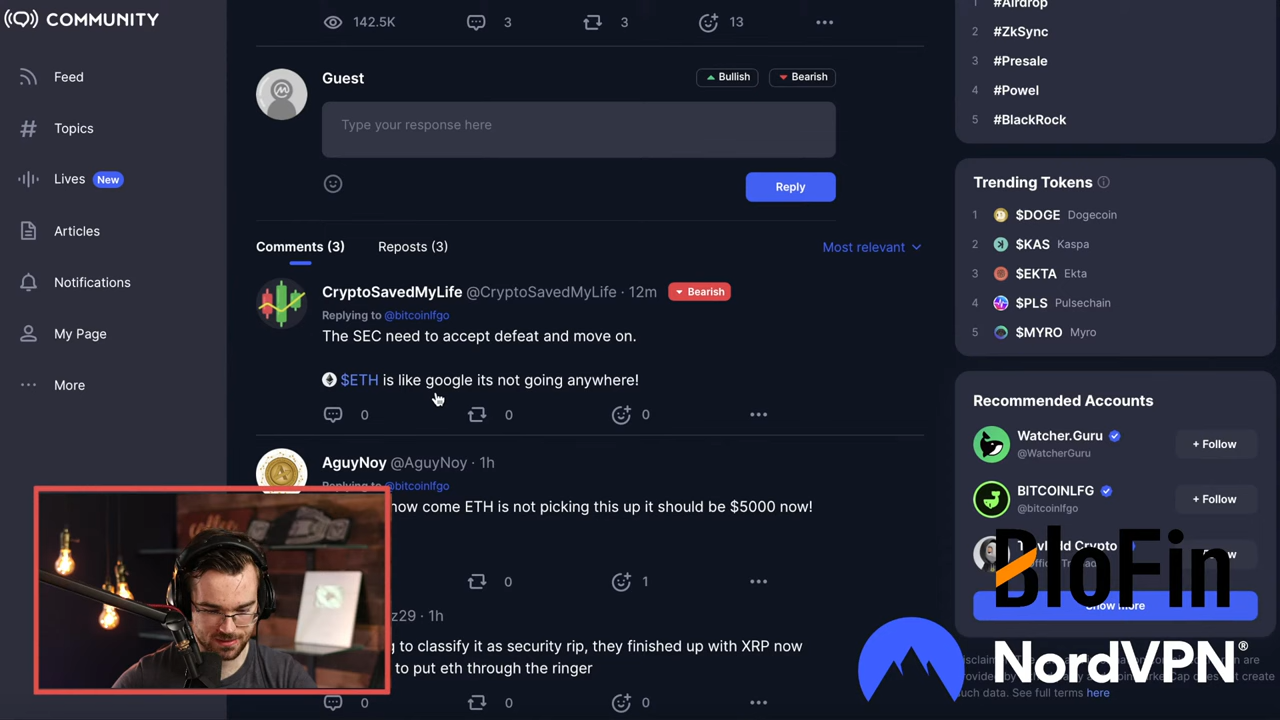 COMMUNITY
Feed
Topics
Lives New
Articles
Notifications
My Page
More
142.5K 3 3 13
Guest
Bullish Bearish
Type your response here
Reply
Comments (3) Reposts (3) Most relevant
CryptoSavedMyLife @CryptoSavedMyLife · 12m Bearish
Replying to @bitcoinlfgo
The SEC need to accept defeat and move on.
$ETH is like google its not going anywhere!
0 0 0
AguyNoy @AguyNoy · 1h
Replying to @bitcoinlfgo
how come ETH is not picking this up it should be $5000 now!
0 1
z29 · 1h
to classify it as security rip, they finished up with XRP now
to put eth through the ringer
0 0 0
1 #Airdrop
2 #ZkSync
3 #Presale
4 #Powel
5 #BlackRock
Trending Tokens
1 $DOGE Dogecoin
2 $KAS Kaspa
3 $EKTA Ekta
4 $PLS Pulsechain
5 $MYRO Myro
Recommended Accounts
Watcher.Guru
@WatcherGuru
+ Follow
BITCOINLFG
@bitcoinlfgo
+ Follow
Crypto
Show more
BloFin
NordVPN®
are
such data. See full terms here
coffee